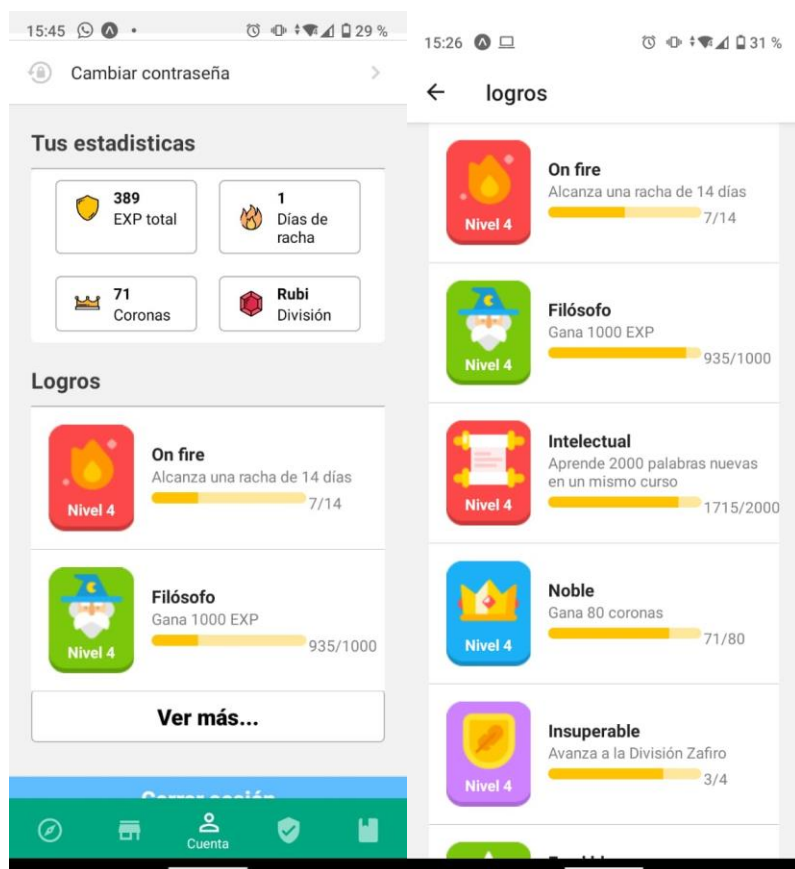 15:45
29 %
Cambiar contraseña
Tus estadisticas
389
EXP total
1
Días de
racha
71
Coronas
Rubi
División
Logros
Nivel 4
On fire
Alcanza una racha de 14 días
7/14
Nivel 4
Filósofo
Gana 1000 EXP
935/1000
Ver más...
Cerrar sesión
Cuenta
15:26
31 %
logros
Nivel 4
On fire
Alcanza una racha de 14 días
7/14
Nivel 4
Filósofo
Gana 1000 EXP
935/1000
Nivel 4
Intelectual
Aprende 2000 palabras nuevas
en un mismo curso
1715/2000
Nivel 4
Noble
Gana 80 coronas
71/80
Nivel 4
Insuperable
Avanza a la División Zafiro
3/4